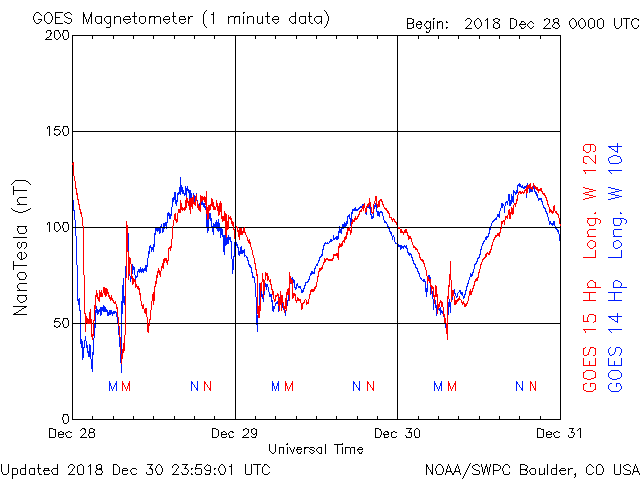 GOES Magnetometer (1 minute data)
Begin: 2018 Dec 28 0000 UTC
200
150
100
50
0
NanoTesla (nT)
M M N N M M N N M M N N
Dec 28 Dec 29 Dec 30 Dec 31
Universal Time
GOES 15 Hp Long. W 129
GOES 14 Hp Long. W 104
Updated 2018 Dec 30 23:59:01 UTC
NOAA/SWPC Boulder, CO USA